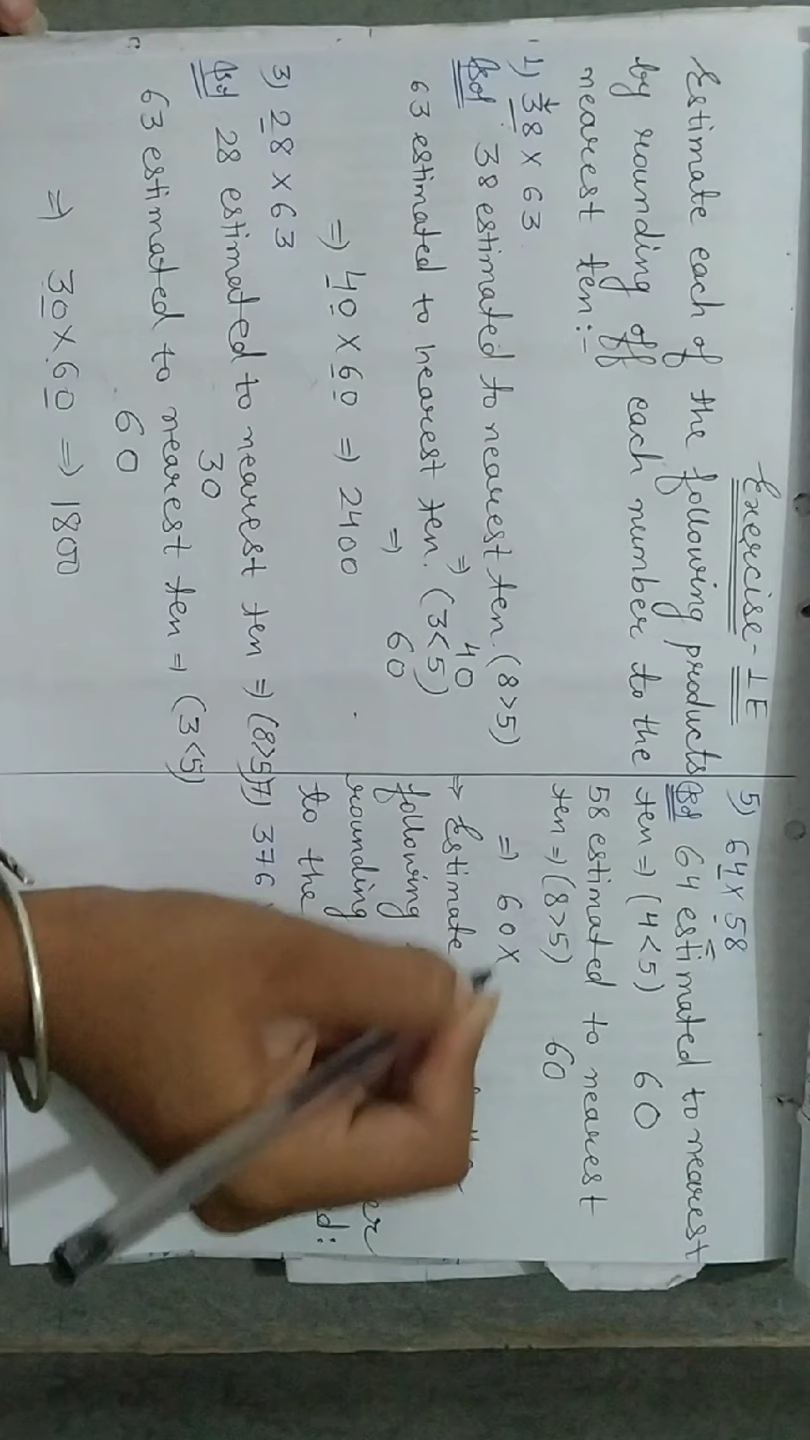 Exercise-1E
Estimate each of the following products
by rounding off each number to the
nearest ten:-
1) 38 x 63
Sol 38 estimated to nearest ten (8>5)
⇒ 40
63 estimated to nearest ten. (3<5)
⇒ 60
⇒ 40 x 60 ⇒ 2400
3) 28 x 63
Sol 28 estimated to nearest ten ⇒ (8>5)
30
63 estimated to nearest ten ⇒ (3<5)
60
⇒ 30 x 60 ⇒ 1800
5) 64 x 58
Sol 64 estimated to nearest
ten ⇒ (4<5) 60
58 estimated to nearest
ten ⇒ (8>5) 60
⇒ 60 x
⇒ Estimate
following
rounding
to the
7) 376